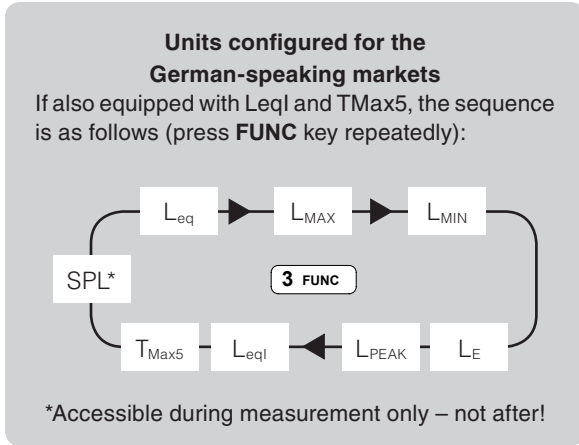 Units configured for the
German-speaking markets
If also equipped with LeqI and TMax5, the sequence
is as follows (press FUNC key repeatedly):
Leq LMAX LMIN
SPL* 3 FUNC
TMax5 LeqI LPEAK LE
*Accessible during measurement only – not after!